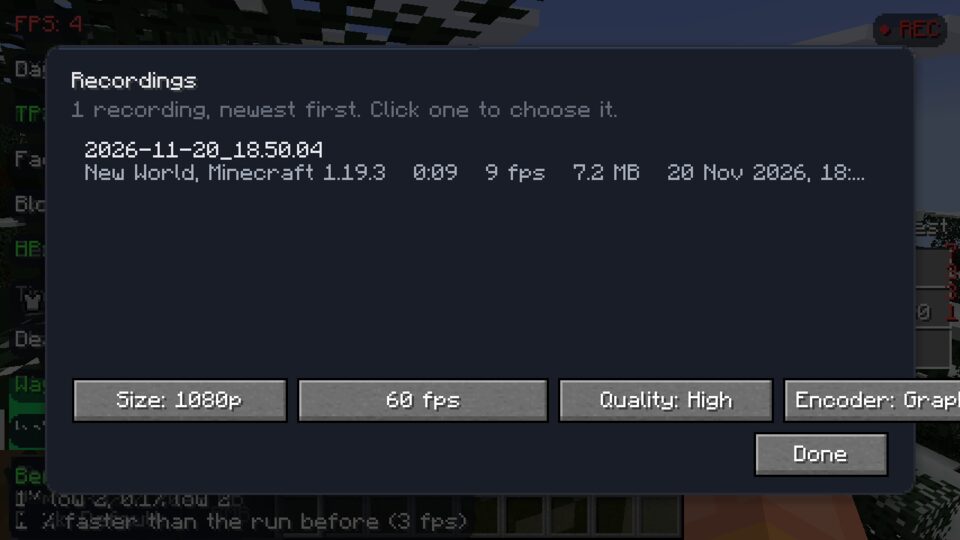 FPS: 4
REC
Recordings
1 recording, newest first. Click one to choose it.
2026-11-20_18.50.04
New World, Minecraft 1.19.3 0:09 9 fps 7.2 MB 20 Nov 2026, 18:...
Size: 1080p
60 fps
Quality: High
Encoder: Grap
Done
faster than the run before (3 fps)